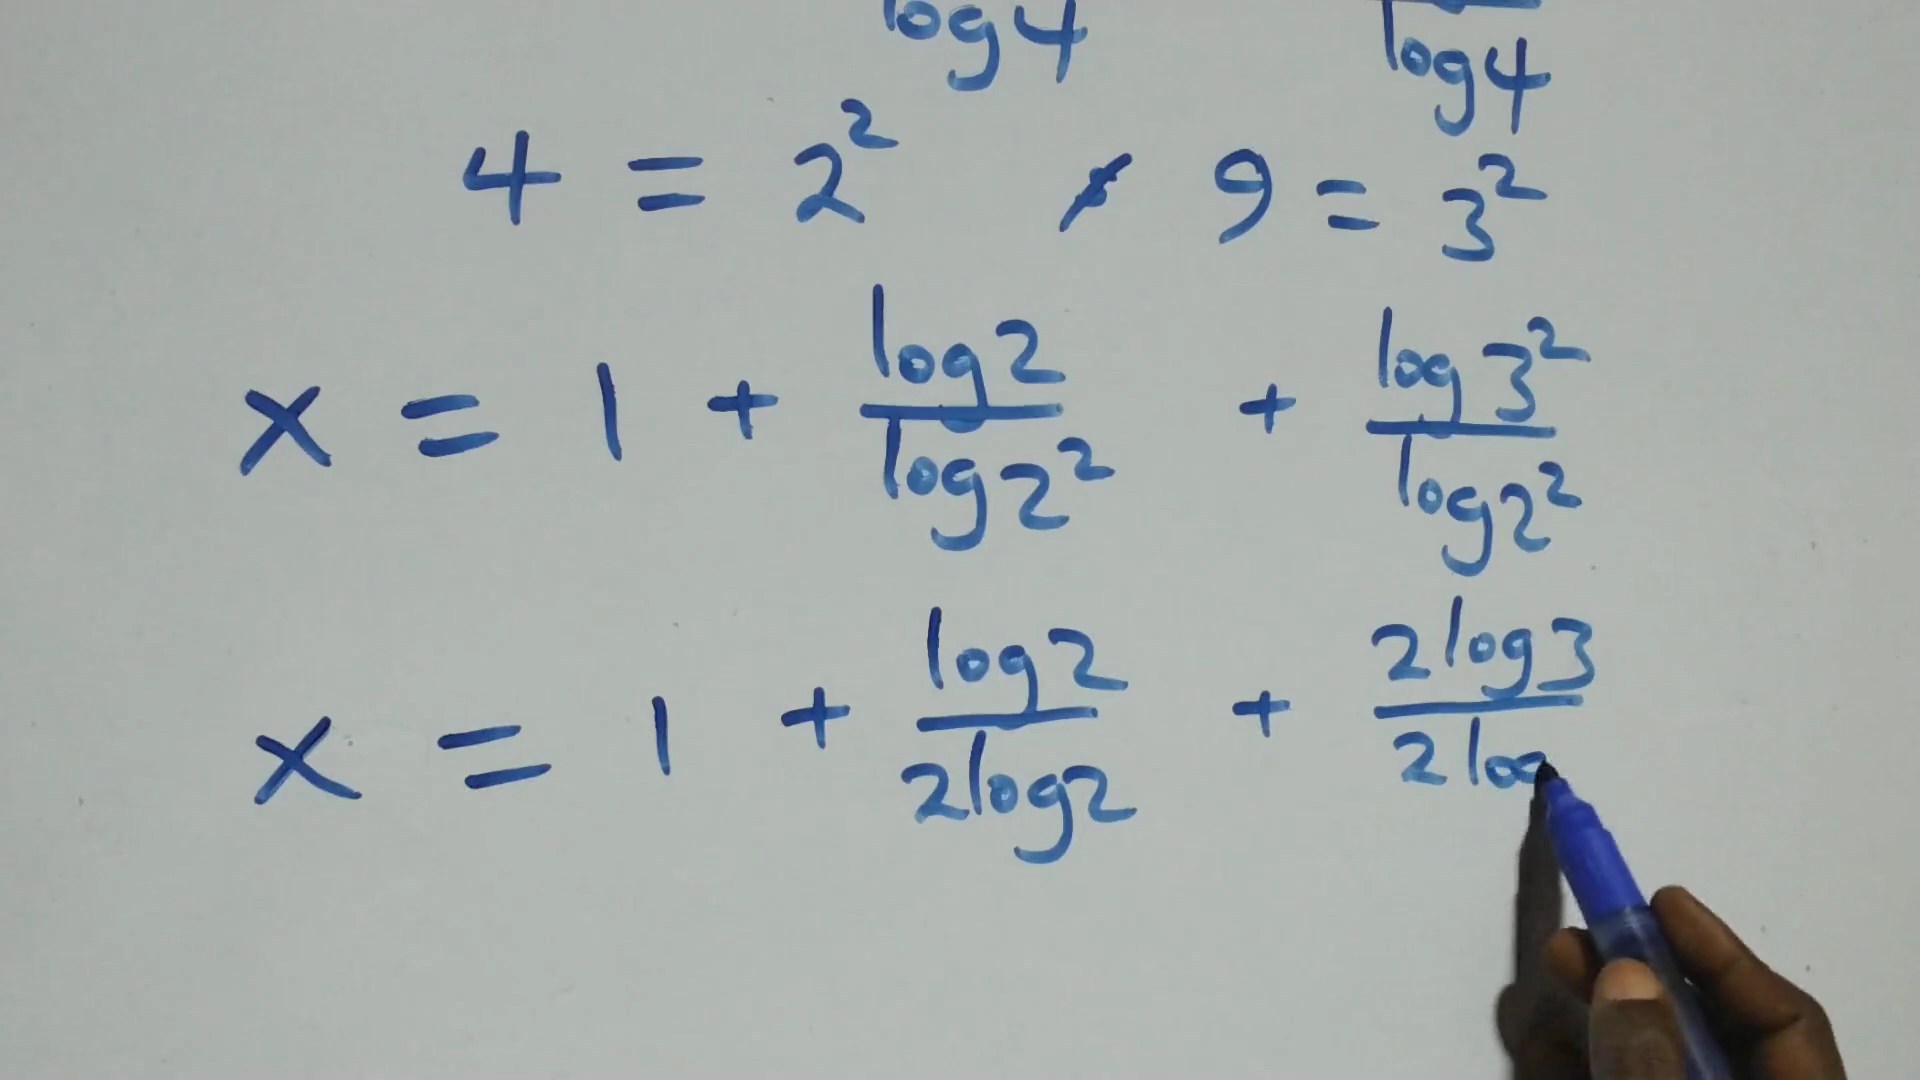 log4 log4
4 = 2² , 9 = 3²
x = 1 + log2/log2² + log3²/log2²
x = 1 + log2/2log2 + 2log3/2log